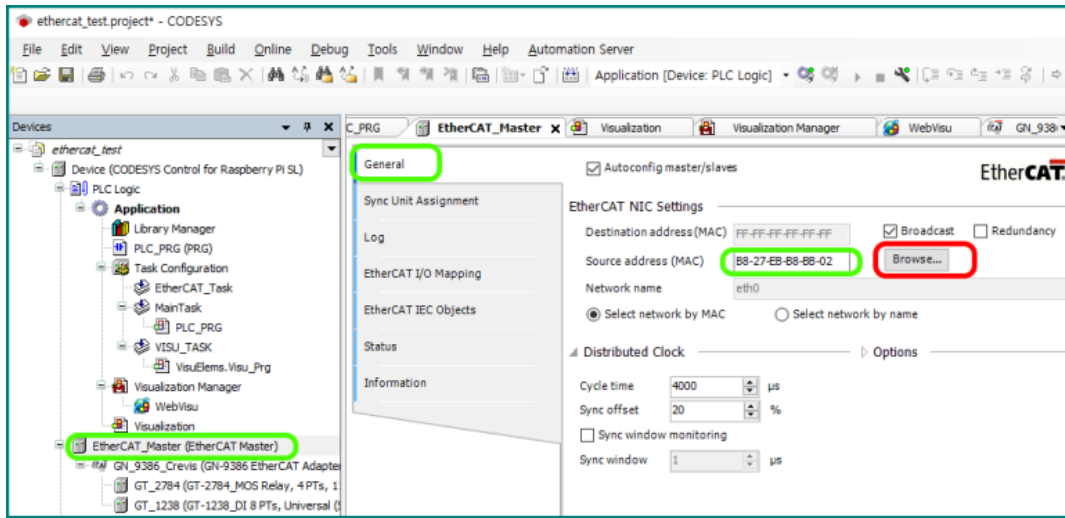 ethercat_test.project* - CODESYS
File Edit View Project Build Online Debug Tools Window Help Automation Server
Application [Device: PLC Logic]
Devices
ethercat_test
Device (CODESYS Control for Raspberry Pi SL)
PLC Logic
Application
Library Manager
PLC_PRG (PRG)
Task Configuration
EtherCAT_Task
MainTask
PLC_PRG
VISU_TASK
VisuElems.Visu_Prg
Visualization Manager
WebVisu
Visualization
EtherCAT_Master (EtherCAT Master)
GN_9386_Crevis (GN-9386 EtherCAT Adapte
GT_2784 (GT-2784_MOS Relay, 4PTs, 1
GT_1238 (GT-1238_DI 8 PTs, Universal (
C_PRG EtherCAT_Master Visualization Visualization Manager WebVisu GN_938
General
Sync Unit Assignment
Log
EtherCAT I/O Mapping
EtherCAT IEC Objects
Status
Information
Autoconfig master/slaves
EtherCAT
EtherCAT NIC Settings
Destination address (MAC) FF-FF-FF-FF-FF-FF Broadcast Redundancy
Source address (MAC) B8-27-EB-B8-BB-02 Browse...
Network name eth0
Select network by MAC Select network by name
Distributed Clock Options
Cycle time 4000 µs
Sync offset 20 %
Sync window monitoring
Sync window 1 µs